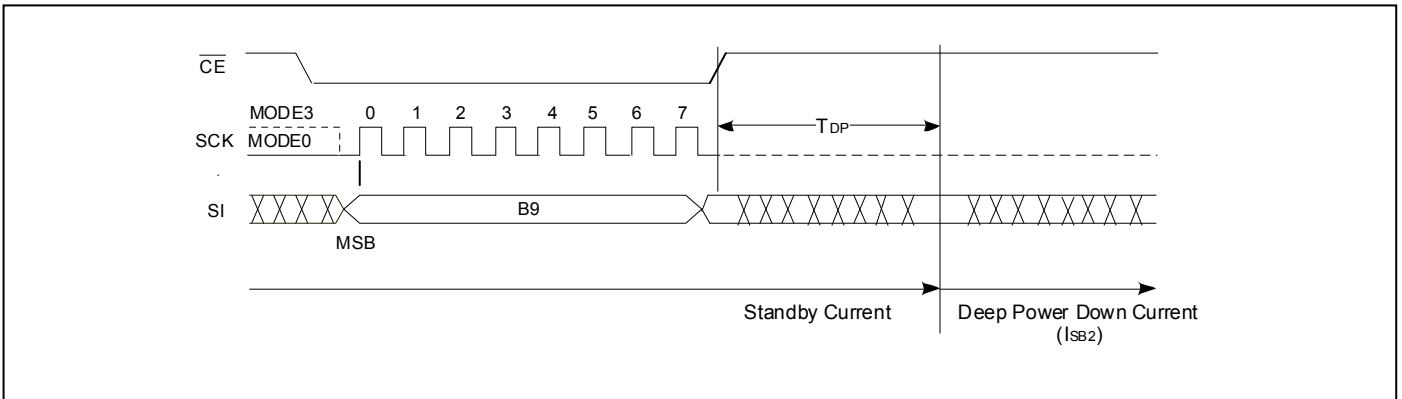 CE
MODE3 0 1 2 3 4 5 6 7
TDP
SCK MODE0
SI B9
MSB
Standby Current Deep Power Down Current
(ISB2)